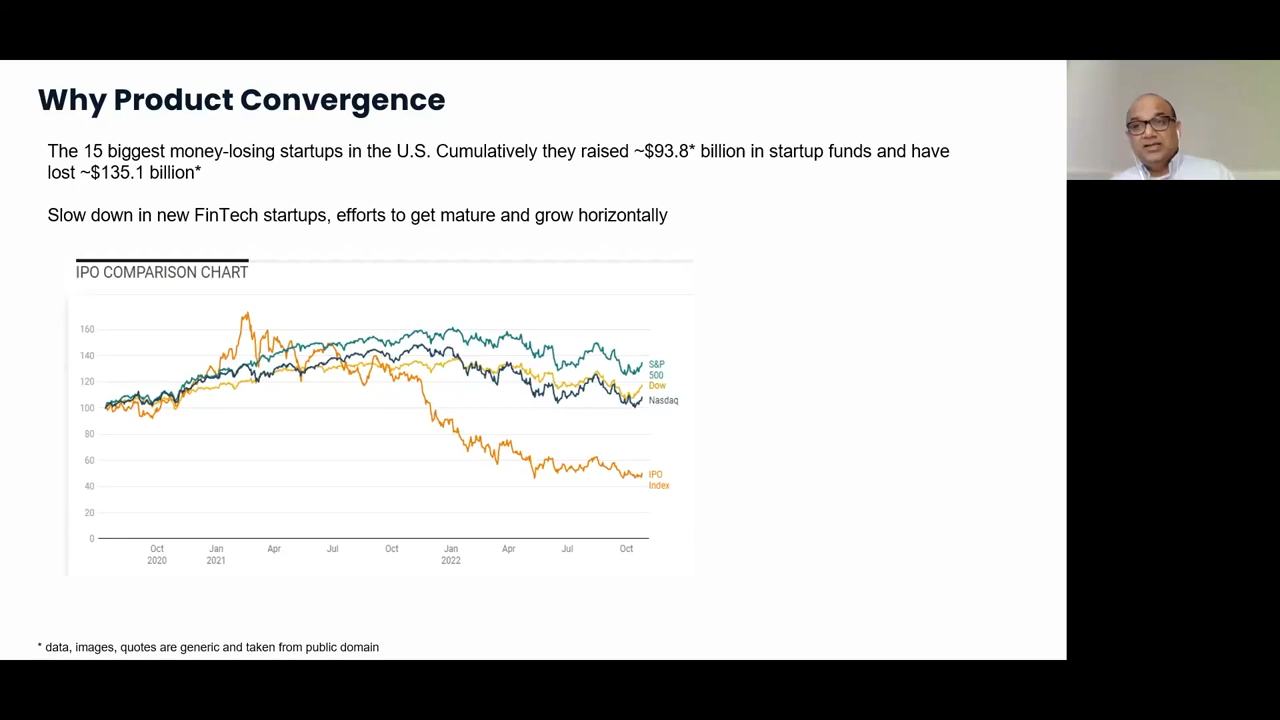 Why Product Convergence
The 15 biggest money-losing startups in the U.S. Cumulatively they raised ~$93.8* billion in startup funds and have
lost ~$135.1 billion*
Slow down in new FinTech startups, efforts to get mature and grow horizontally
IPO COMPARISON CHART
160
140
120
100
80
60
40
20
0
S&P
500
Dow
Nasdaq
IPO
Index
Oct Jan Apr Jul Oct Jan Apr Jul Oct
2020 2021 2022
* data, images, quotes are generic and taken from public domain